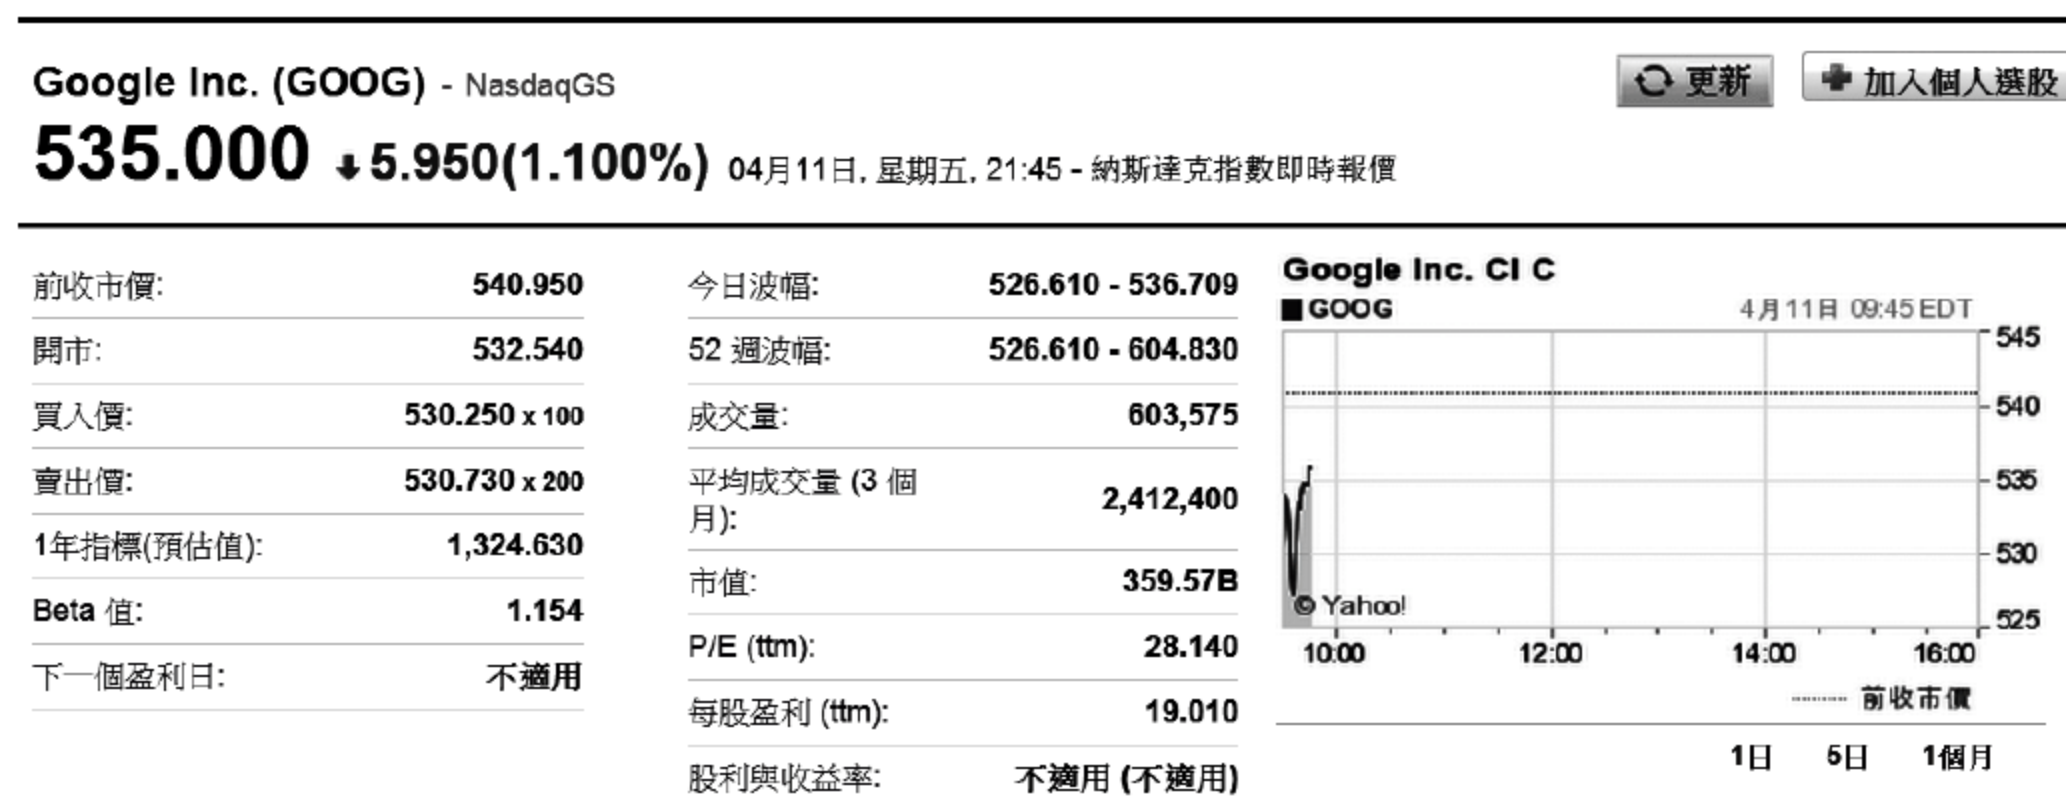 Google Inc. (GOOG) - NasdaqGS
更新
加入個人選股
535.000 5.950(1.100%) 04月11日, 星期五, 21:45 - 納斯達克指數即時報價
前收市價: 540.950
開市: 532.540
買入價: 530.250 x 100
賣出價: 530.730 x 200
1年指標(預估值): 1,324.630
Beta 值: 1.154
下一個盈利日: 不適用
今日波幅: 526.610 - 536.709
52 週波幅: 526.610 - 604.830
成交量: 603,575
平均成交量 (3 個
月): 2,412,400
市值: 359.57B
P/E (ttm): 28.140
每股盈利 (ttm): 19.010
股利與收益率: 不適用 (不適用)
Google Inc. Cl C
GOOG 4月11日 09:45 EDT
545
540
535
530
525
© Yahoo!
10:00 12:00 14:00 16:00
前收市價
1日 5日 1個月